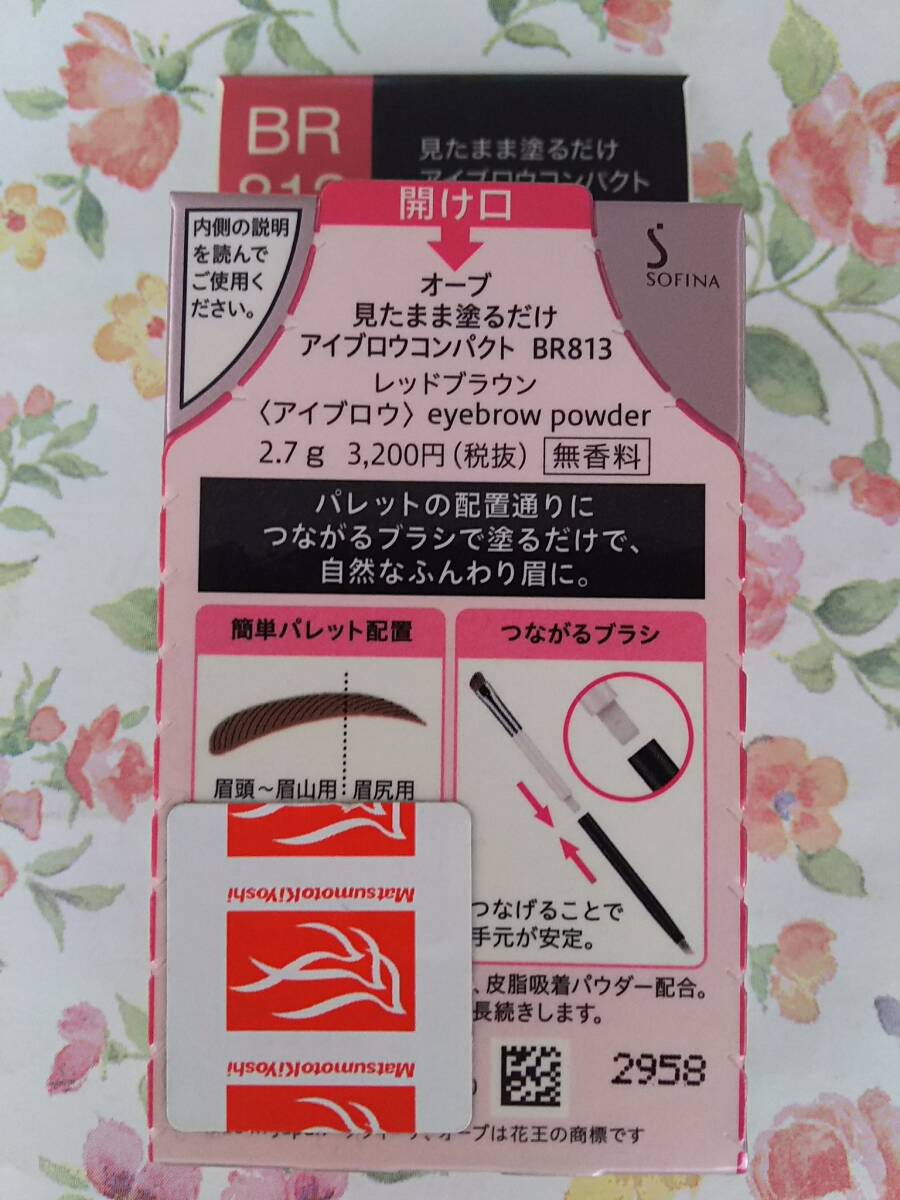 BR
見たまま塗るだけ
アイブロウコンパクト
開け口
内側の説明
を読んで
ご使用く
ださい。
SOFINA
オーブ
見たまま塗るだけ
アイブロウコンパクト BR813
レッドブラウン
〈アイブロウ〉 eyebrow powder
2.7g 3,200円(税抜) 無香料
パレットの配置通りに
つながるブラシで塗るだけで、
自然なふんわり眉に。
簡単パレット配置
つながるブラシ
眉頭~眉山用 眉尻用
つなげることで
手元が安定。
、皮脂吸着パウダー配合。
長続きします。
MatsumotoKiYoshi
MatsumotoKiYoshi
2958
オーブは花王の商標です